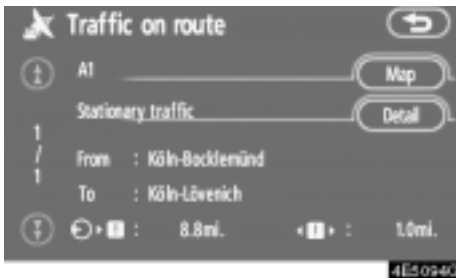 Traffic on route
A1
Map
Stationary traffic
Detail
1
/
1
From : Köln-Bocklemünd
To : Köln-Lövenich
: 8.8mi.
: 1.0mi.
4E50940